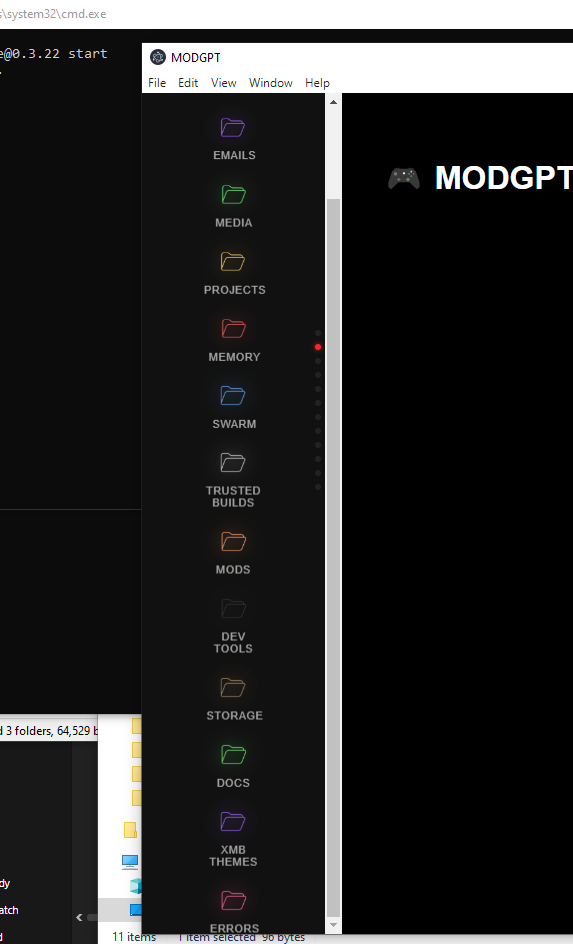 s\system32\cmd.exe
e@0.3.22 start
MODGPT
File Edit View Window Help
EMAILS
MODGPT
MEDIA
PROJECTS
MEMORY
SWARM
TRUSTED
BUILDS
MODS
DEV
TOOLS
STORAGE
d 3 folders, 64,529 b
DOCS
XMB
THEMES
dy
atch
d
ERRORS
11 items 1 item selected 96 bytes